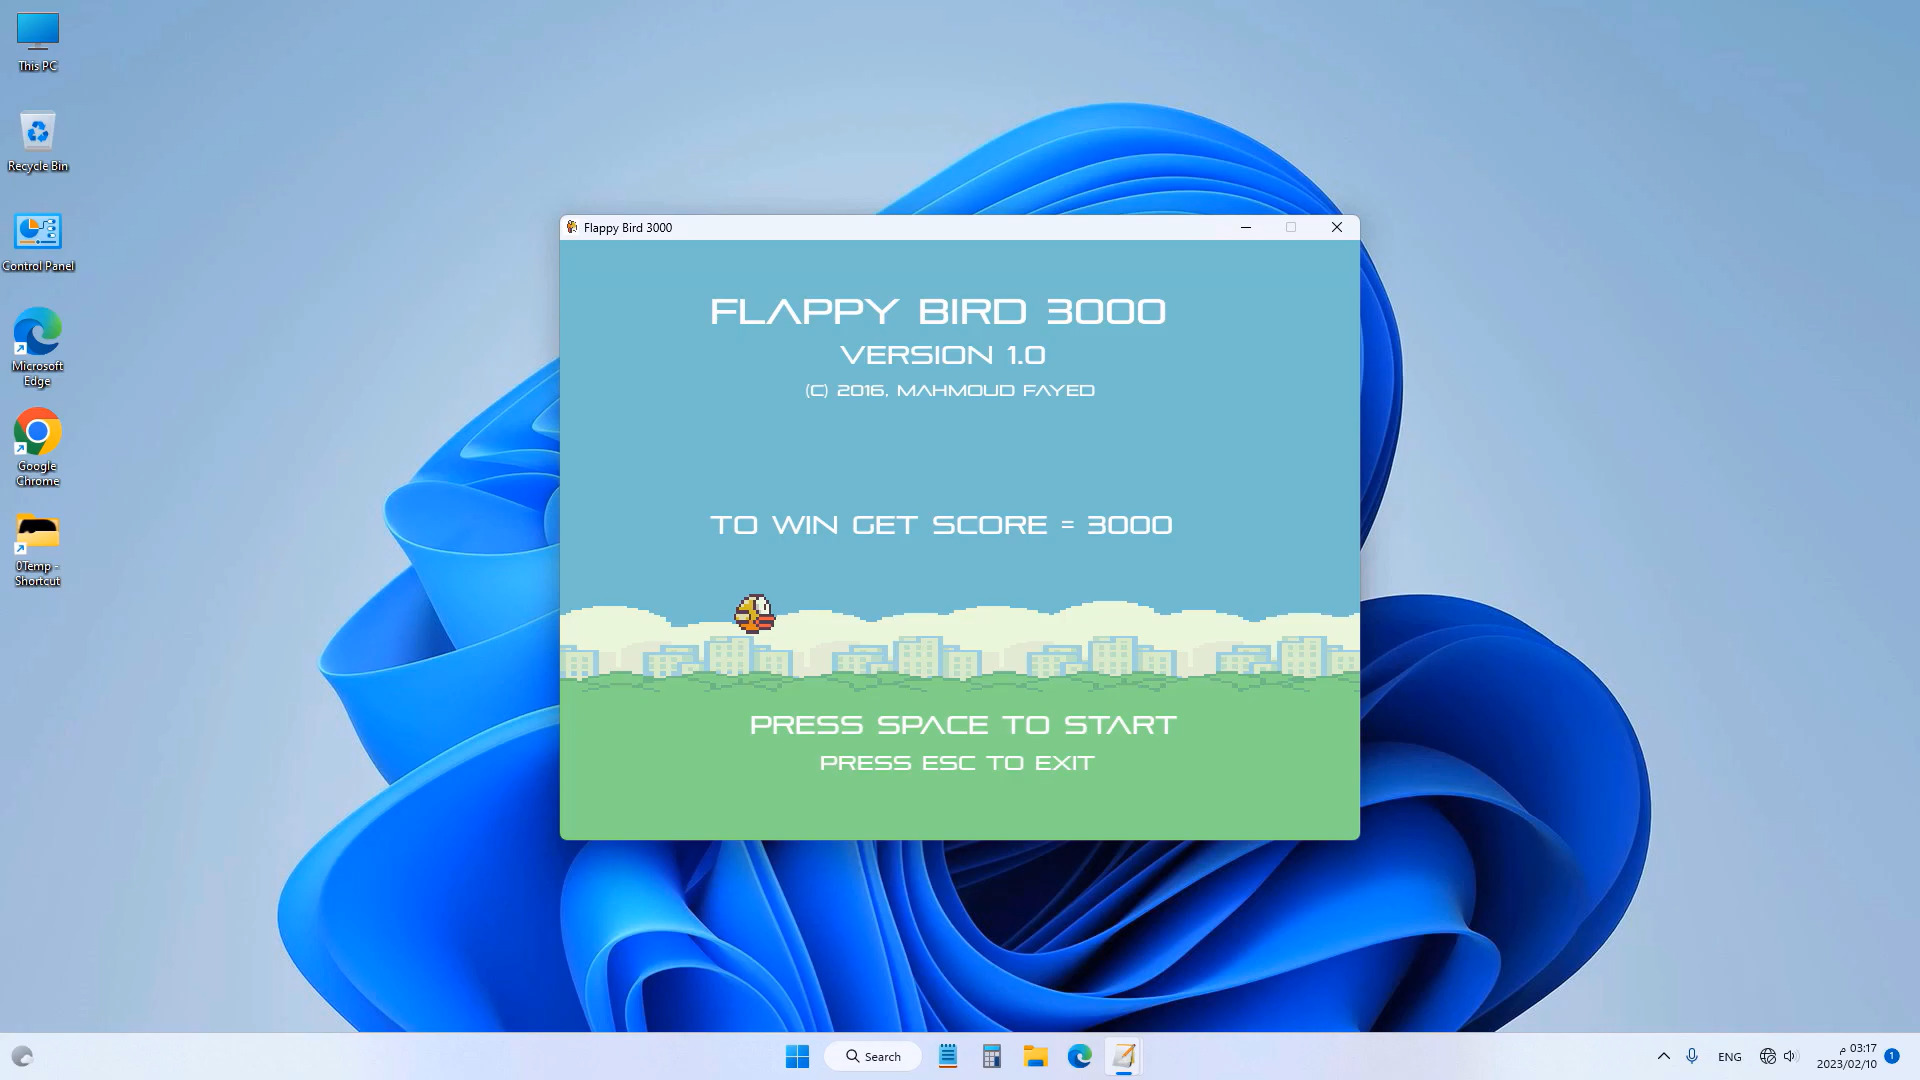 This PC
Recycle Bin
Control Panel
Microsoft
Edge
Google
Chrome
0Temp -
Shortcut
Flappy Bird 3000
FLAPPY BIRD 3000
VERSION 1.0
(C) 2016, MAHMOUD FAYED
TO WIN GET SCORE = 3000
PRESS SPACE TO START
PRESS ESC TO EXIT
Search
ENG
03:17 م
2023/02/10
1